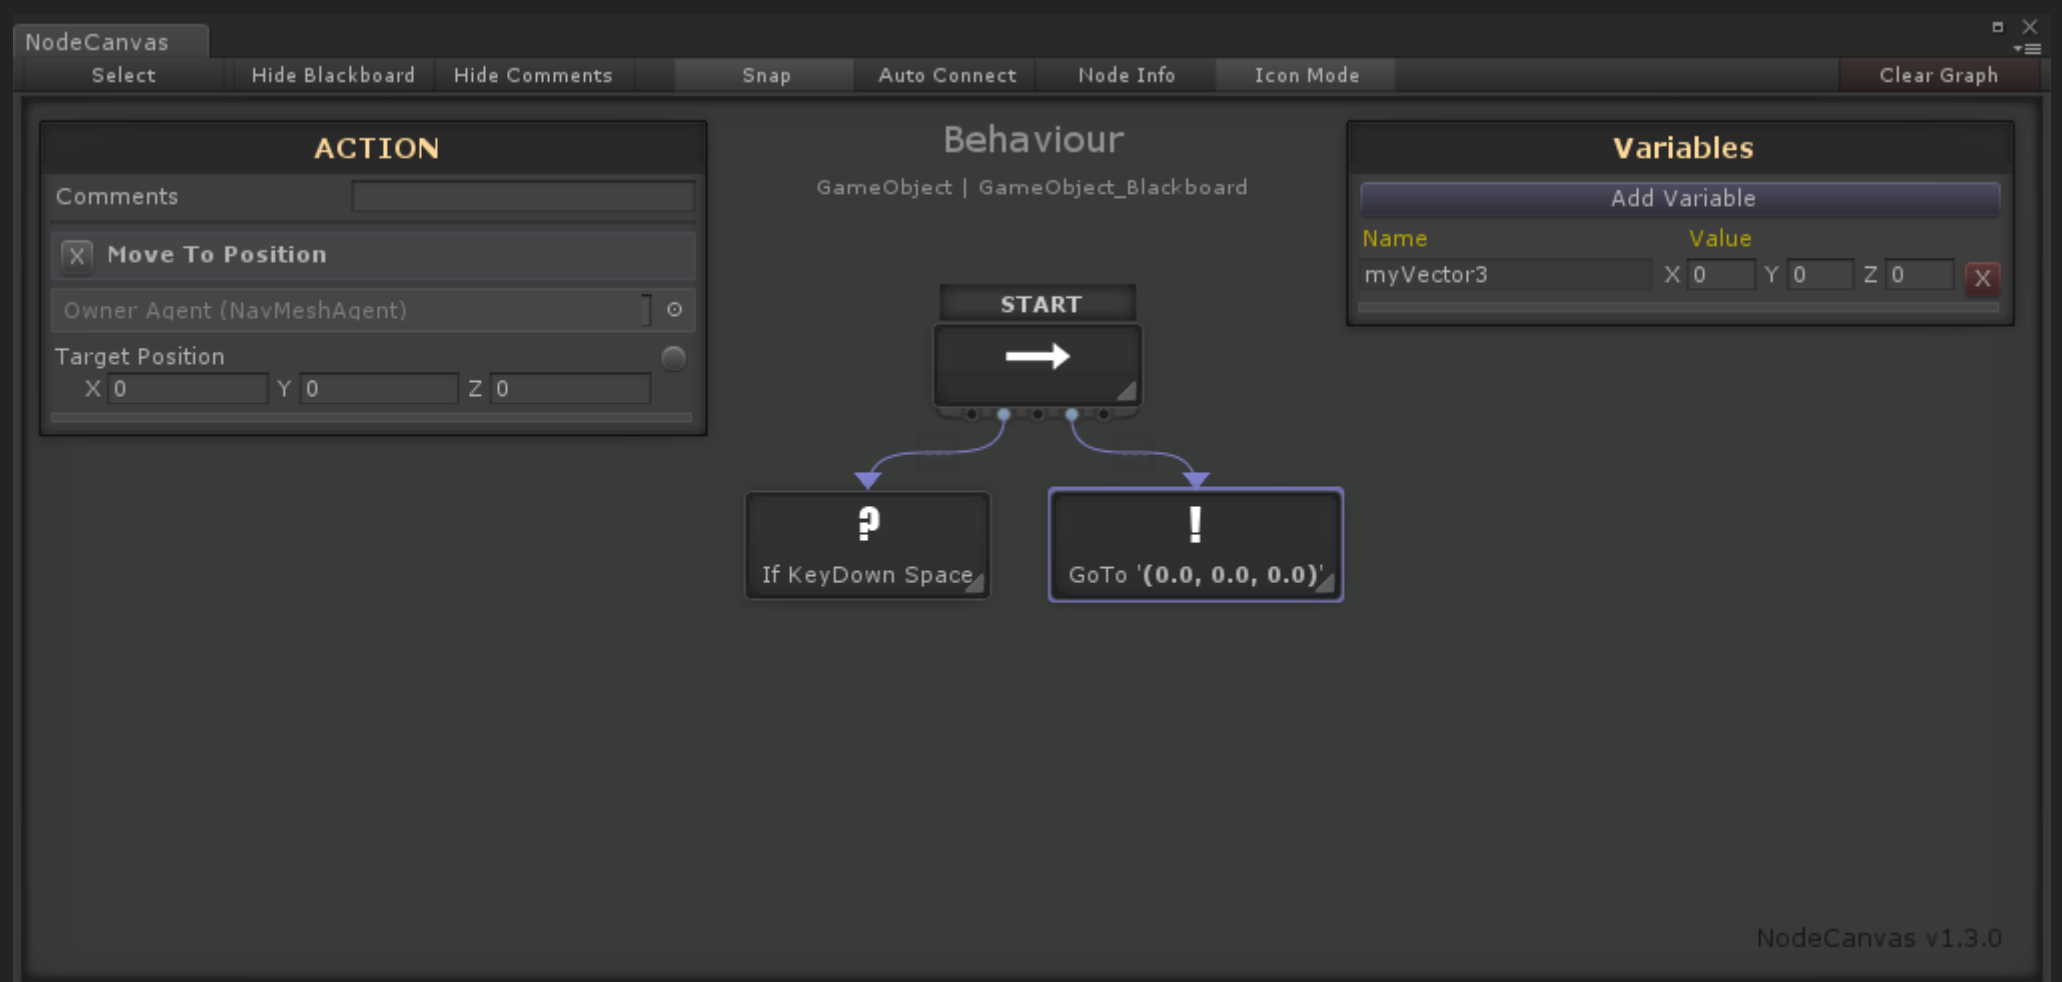 NodeCanvas
Select Hide Blackboard Hide Comments Snap Auto Connect Node Info Icon Mode Clear Graph
ACTION
Comments
X Move To Position
Owner Agent (NavMeshAgent)
Target Position
X 0 Y 0 Z 0
Behaviour
GameObject | GameObject_Blackboard
START
?
If KeyDown Space
!
GoTo '(0.0, 0.0, 0.0)'
Variables
Add Variable
Name Value
myVector3 X 0 Y 0 Z 0 X
NodeCanvas v1.3.0